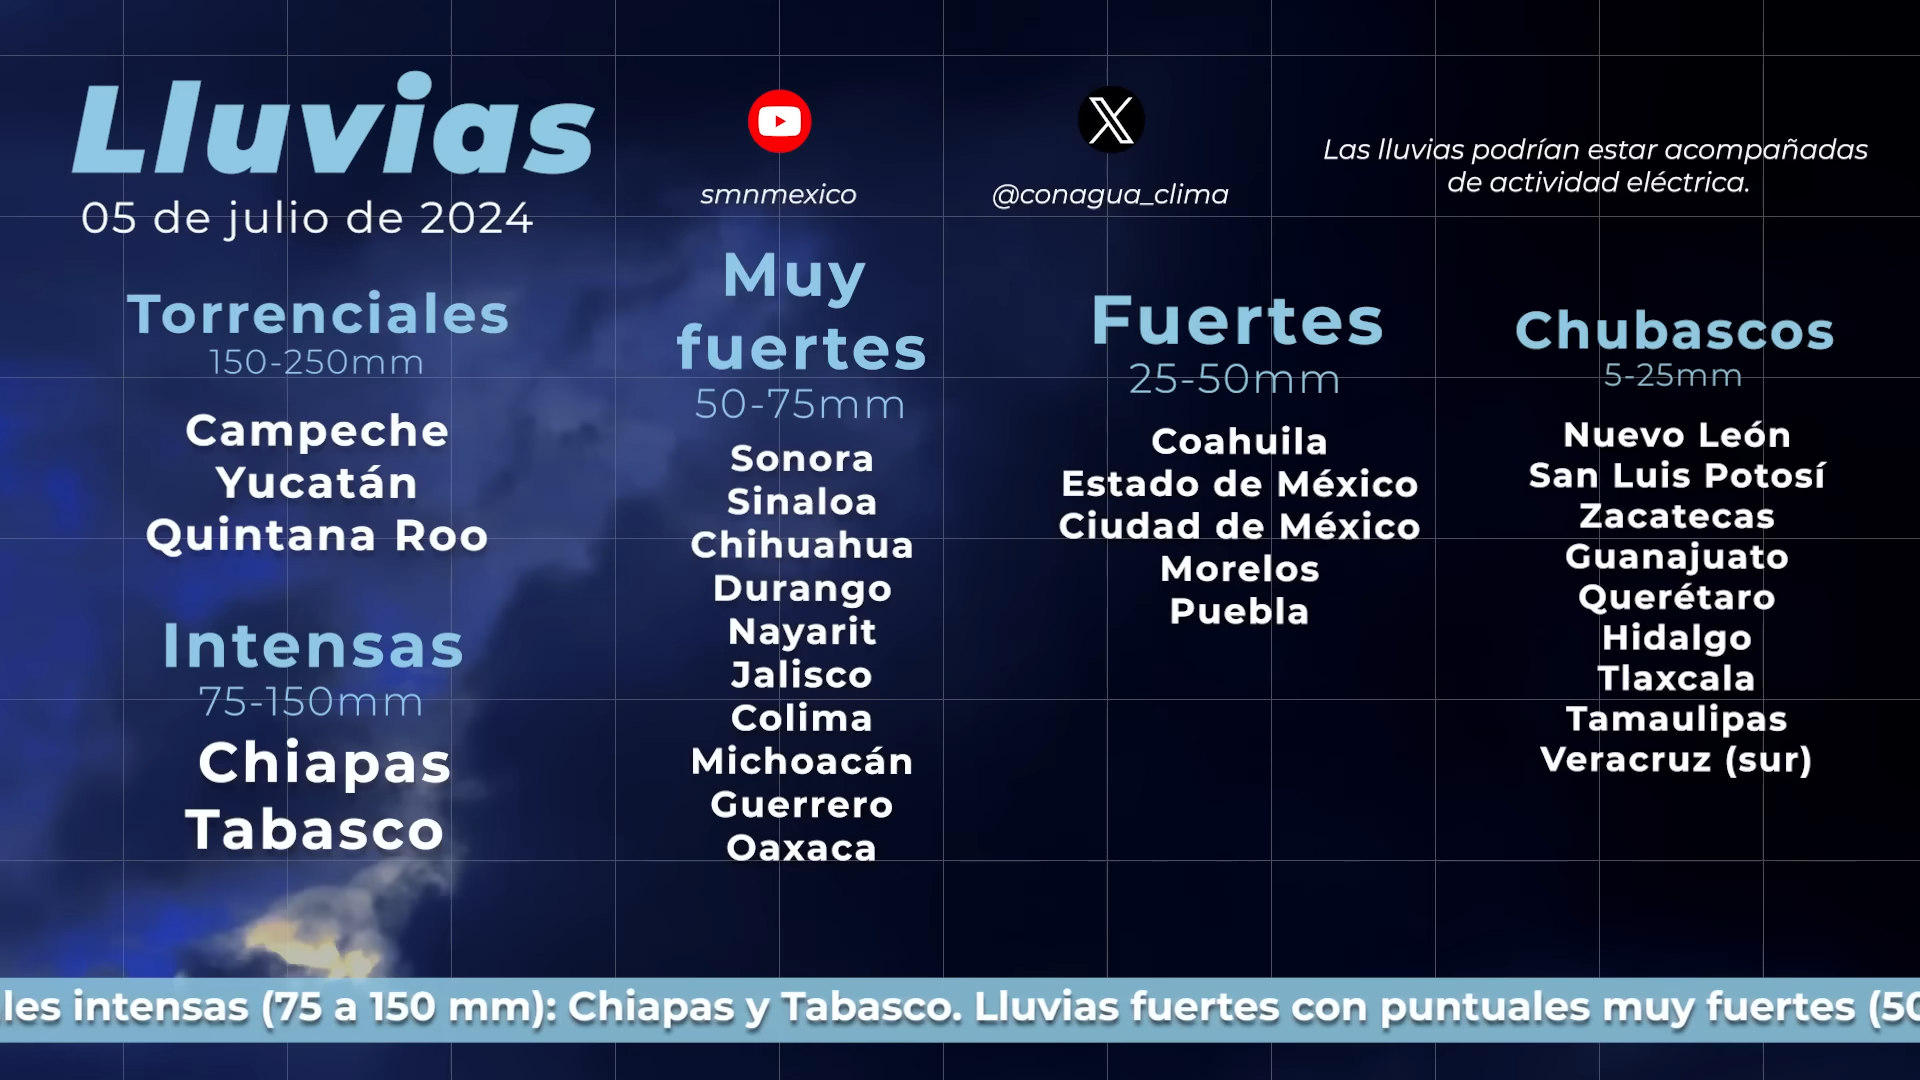 Lluvias
05 de julio de 2024
smnmexico
@conagua_clima
Las lluvias podrían estar acompañadas
de actividad eléctrica.
Torrenciales
150-250mm
Campeche
Yucatán
Quintana Roo
Intensas
75-150mm
Chiapas
Tabasco
Muy
fuertes
50-75mm
Sonora
Sinaloa
Chihuahua
Durango
Nayarit
Jalisco
Colima
Michoacán
Guerrero
Oaxaca
Fuertes
25-50mm
Coahuila
Estado de México
Ciudad de México
Morelos
Puebla
Chubascos
5-25mm
Nuevo León
San Luis Potosí
Zacatecas
Guanajuato
Querétaro
Hidalgo
Tlaxcala
Tamaulipas
Veracruz (sur)
les intensas (75 a 150 mm): Chiapas y Tabasco. Lluvias fuertes con puntuales muy fuertes (50